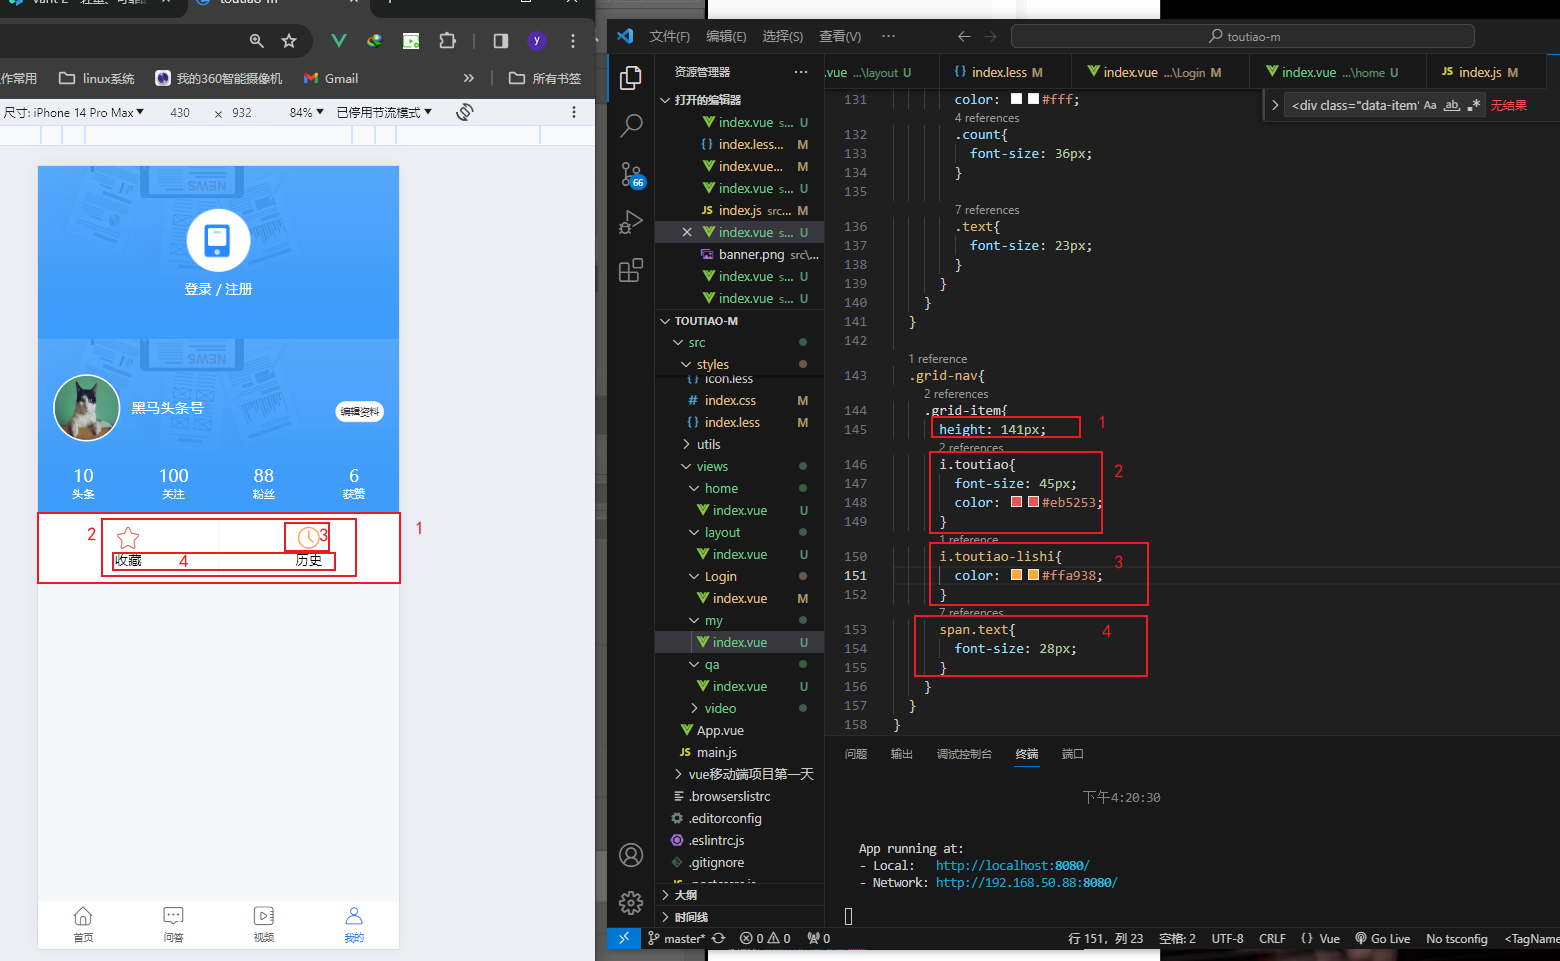 toutiao-m
作常用
linux系统
我的360智能摄像机
Gmail
所有书签
尺寸: iPhone 14 Pro Max
430 × 932
84%
已停用节流模式
NEWS
登录 / 注册
NEWS
黑马头条号
编辑资料
10 100 88 6
头条 关注 粉丝 获赞
2
3
1
收藏
4
历史
首页 问答 视频 我的
文件(F) 编辑(E) 选择(S) 查看(V) ···
toutiao-m
66
资源管理器 ···
打开的编辑器
index.vue s... U
index.less... M
index.vue... M
index.vue s... U
index.js src... M
index.vue s... U
banner.png src\...
index.vue s... U
index.vue s... U
TOUTIAO-M
src
styles
icon.less
index.css M
index.less M
utils
views
home
index.vue U
layout
index.vue U
Login
index.vue M
my
index.vue U
qa
index.vue U
video
App.vue
main.js
vue移动端项目第一天
.browserslistrc
.editorconfig
.eslintrc.js
.gitignore
大纲
时间线
.vue ...\layout U
index.less M
index.vue ...\Login M
index.vue ...\home U
index.js M
<div class="data-item' Aa ab .* 无结果
131 color: #fff;
4 references
132 .count{
133 font-size: 36px;
134 }
135
7 references
136 .text{
137 font-size: 23px;
138 }
139 }
140 }
141 }
142
1 reference
143 .grid-nav{
2 references
144 .grid-item{
145 height: 141px; 1
2 references
146 i.toutiao{ 2
147 font-size: 45px;
148 color: #eb5253;
149 }
1 reference
150 i.toutiao-lishi{ 3
151 color: #ffa938;
152 }
7 references
153 span.text{ 4
154 font-size: 28px;
155 }
156 }
157 }
158 }
问题 输出 调试控制台 终端 端口
下午4:20:30
App running at:
- Local: http://localhost:8080/
- Network: http://192.168.50.88:8080/
master* 0 0 0
行 151，列 23 空格: 2 UTF-8 CRLF {} Vue Go Live No tsconfig <TagName